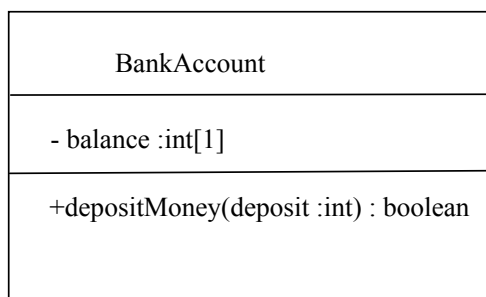 BankAccount
- balance :int[1]
+depositMoney(deposit :int) : boolean